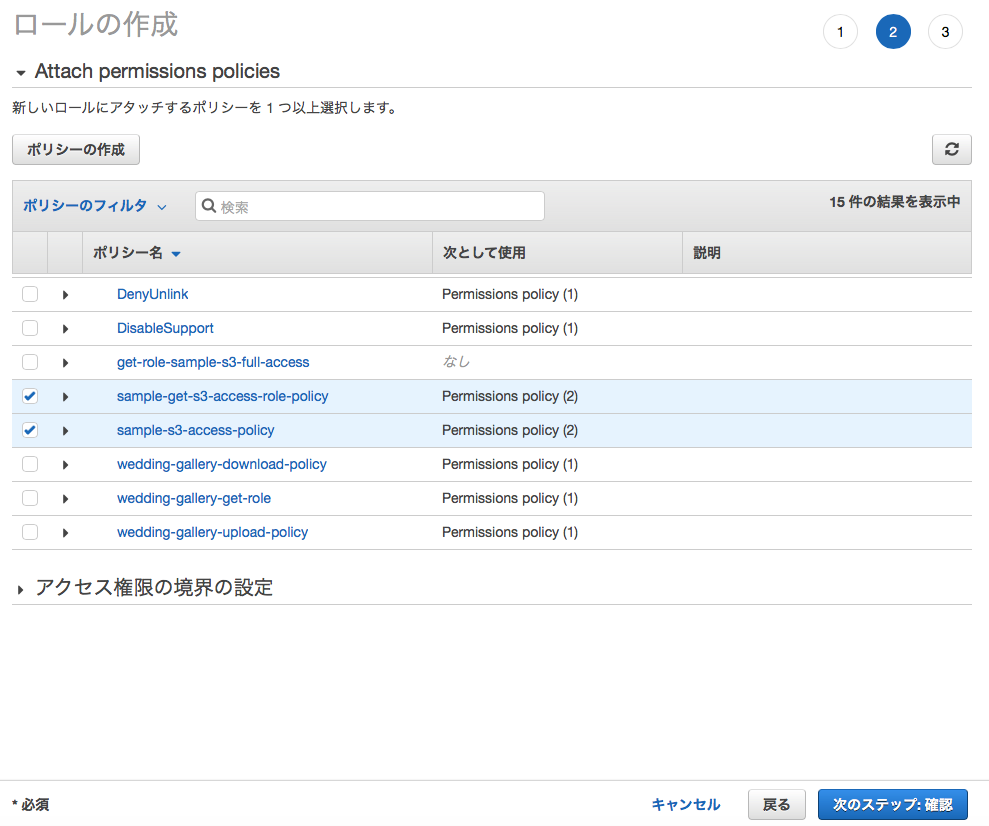 ロールの作成
1 2 3
Attach permissions policies
新しいロールにアタッチするポリシーを 1 つ以上選択します。
ポリシーの作成
ポリシーのフィルタ 検索 15 件の結果を表示中
ポリシー名 次として使用 説明
DenyUnlink Permissions policy (1)
DisableSupport Permissions policy (1)
get-role-sample-s3-full-access なし
sample-get-s3-access-role-policy Permissions policy (2)
sample-s3-access-policy Permissions policy (2)
wedding-gallery-download-policy Permissions policy (1)
wedding-gallery-get-role Permissions policy (1)
wedding-gallery-upload-policy Permissions policy (1)
アクセス権限の境界の設定
* 必須 キャンセル 戻る 次のステップ: 確認